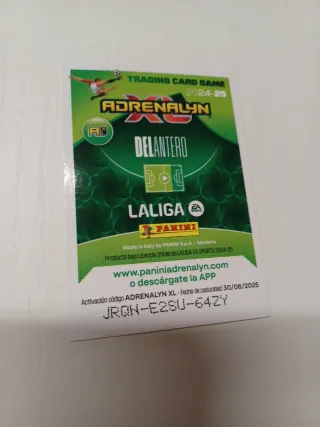 TRADING CARD GAME
2024-25
ADRENALYN
XL
DELANTERO
LALIGA EA SPORTS
PANINI
Made in Italy by PANINI S.p.A. - Modena
Producto bajo Licencia Oficial de LALIGA EA SPORTS 2024-25
www.paniniadrenalyn.com
o descárgate la APP
Activación código ADRENALYN XL - Fecha de caducidad: 30/06/2025
JRQN-E2SU-64ZY